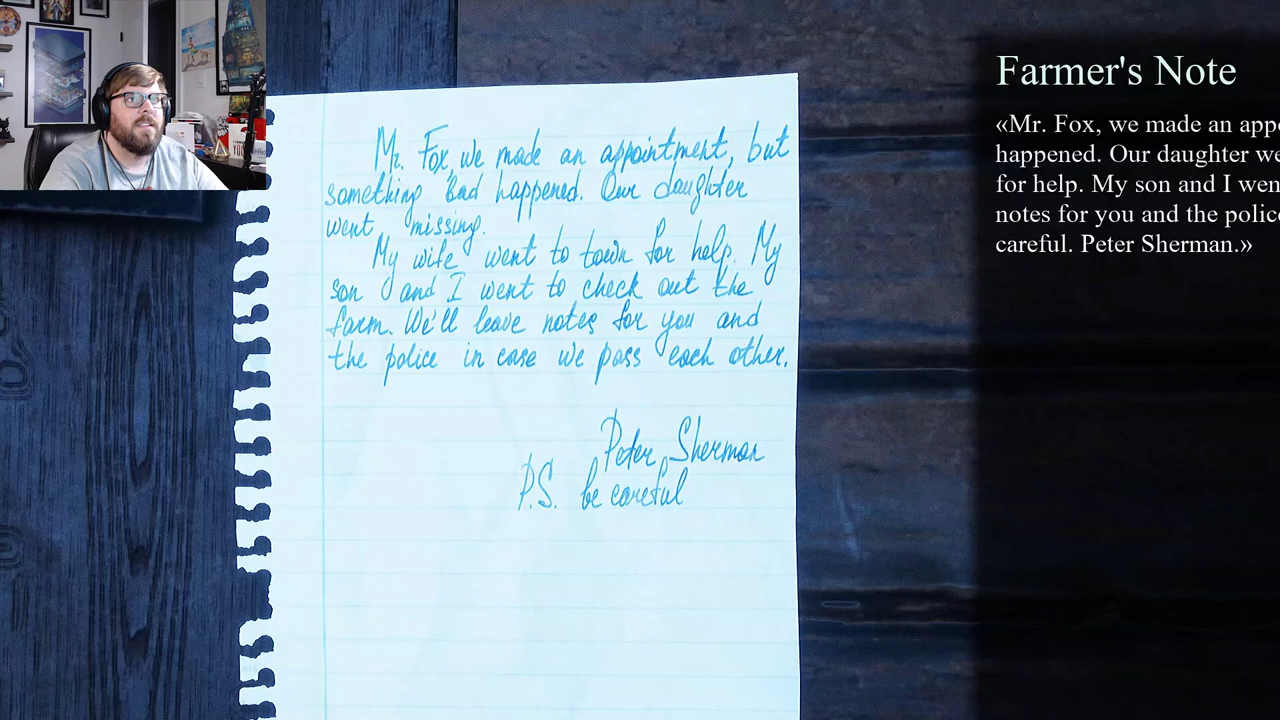 Mr. Fox, we made an appointment, but
something bad happened. Our daughter
went missing.
My wife went to town for help. My
son and I went to check out the
farm. We'll leave notes for you and
the police in case we pass each other.
Peter Sherman
P.S. be careful
Farmer's Note
«Mr. Fox, we made an appo
happened. Our daughter we
for help. My son and I wen
notes for you and the police
careful. Peter Sherman.»